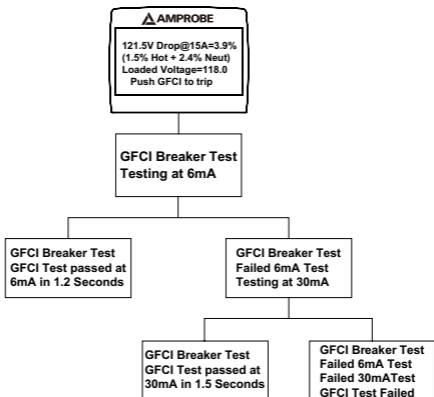 AMPROBE
121.5V Drop@15A=3.9%
(1.5% Hot + 2.4% Neut)
Loaded Voltage=118.0
Push GFCI to trip
GFCI Breaker Test
Testing at 6mA
GFCI Breaker Test
GFCI Test passed at
6mA in 1.2 Seconds
GFCI Breaker Test
Failed 6mA Test
Testing at 30mA
GFCI Breaker Test
GFCI Test passed at
30mA in 1.5 Seconds
GFCI Breaker Test
Failed 6mA Test
Failed 30mATest
GFCI Test Failed